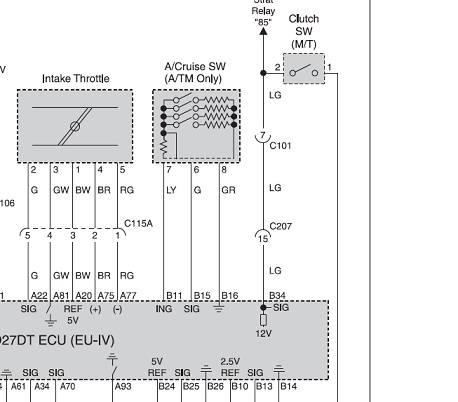 Relay
"85"
Clutch
SW
(M/T)
V
Intake Throttle
A/Cruise SW
(A/TM Only)
2 1
LG
7 C101
2 3 1 4 5 7 6 8
G GW BW BR RG LY G GR LG
106
C115A
5 4 3 2 1
C207
15
G GW BW BR RG LG
1 A22 A81 A20 A75 A77 B11 B15 B16 B34
SIG REF (+) (-) ING SIG SIG
5V
12V
D27DT ECU (EU-IV)
5V 2.5V
SIG SIG REF SIG REF SIG
4 A61 A34 A70 A93 B24 B25 B26 B10 B13 B14